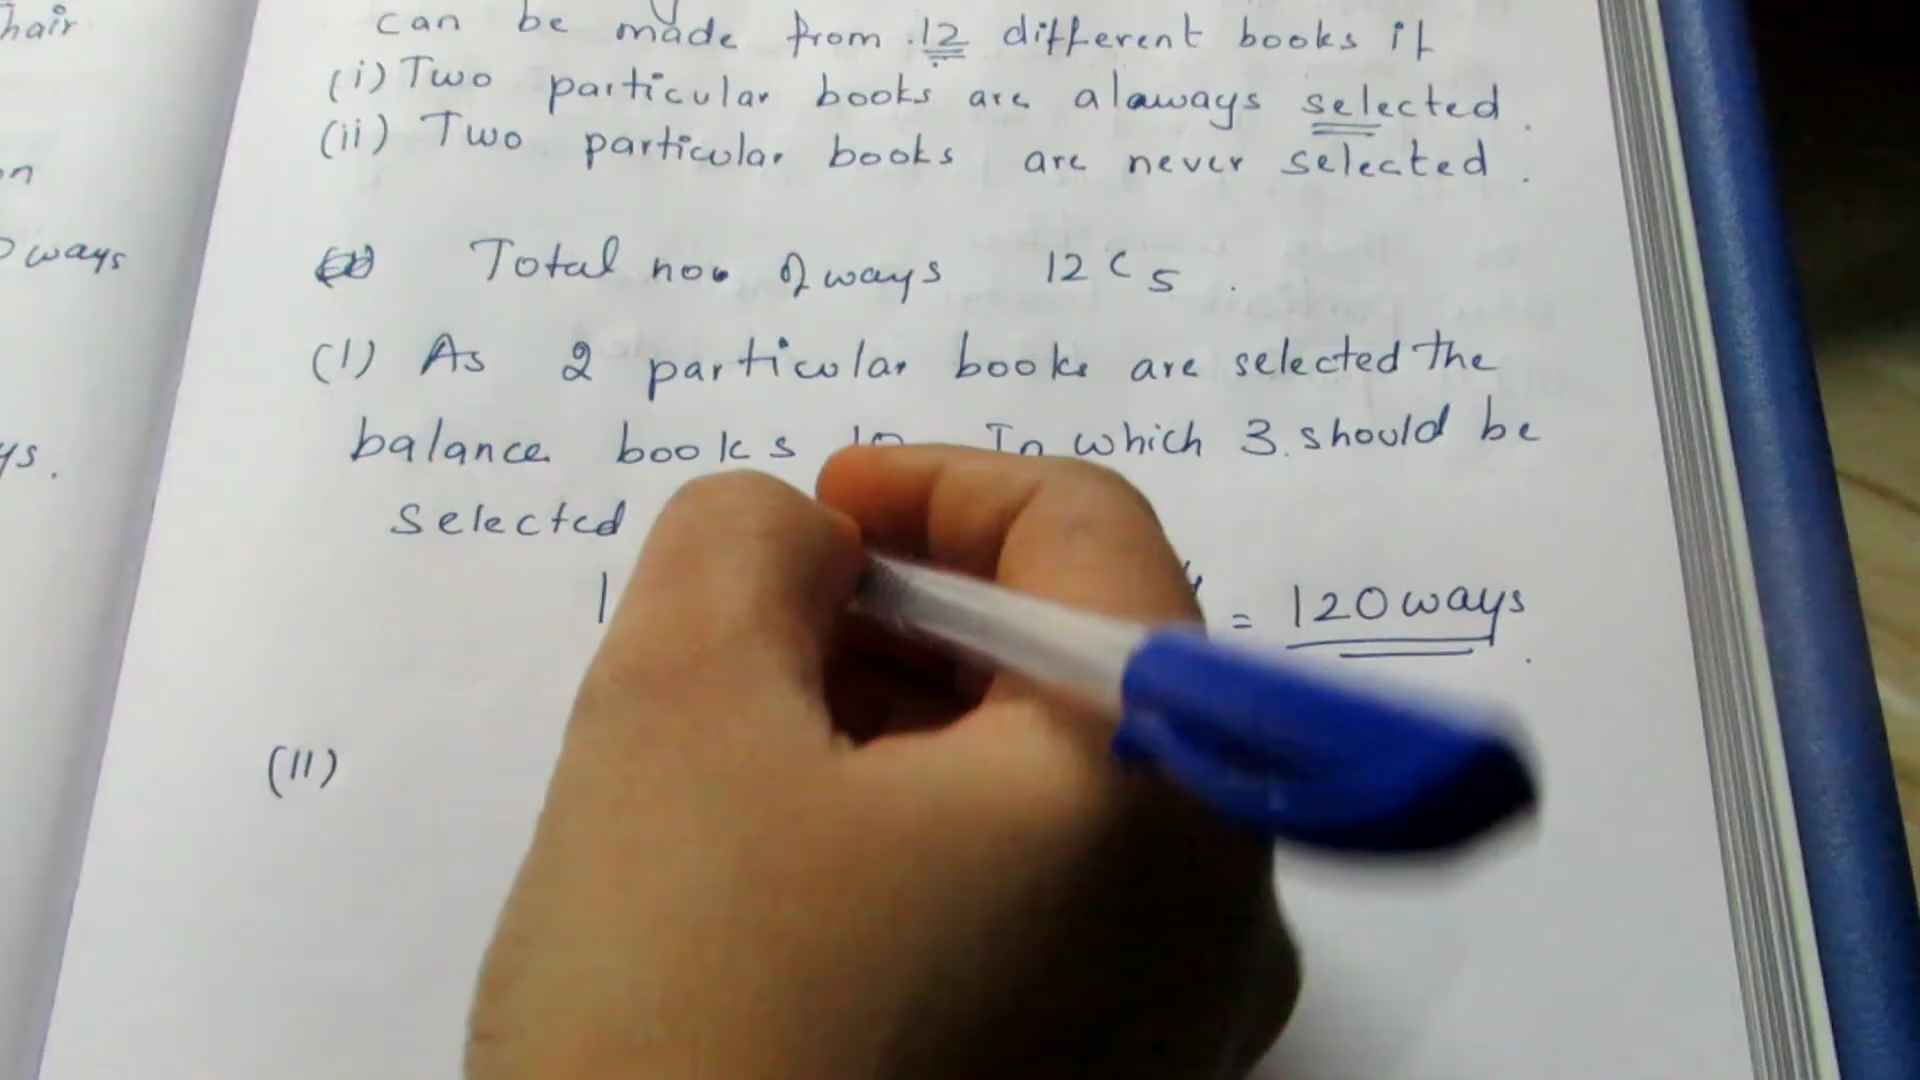 hair
can be made from 12 different books if
(i) Two particular books are alaways selected.
(ii) Two particular books are never selected.
ways
Total no. of ways 12C5.
(I) As 2 particular books are selected the
balance books 10 In which 3 should be
ys.
selected
= 120 ways
(II)